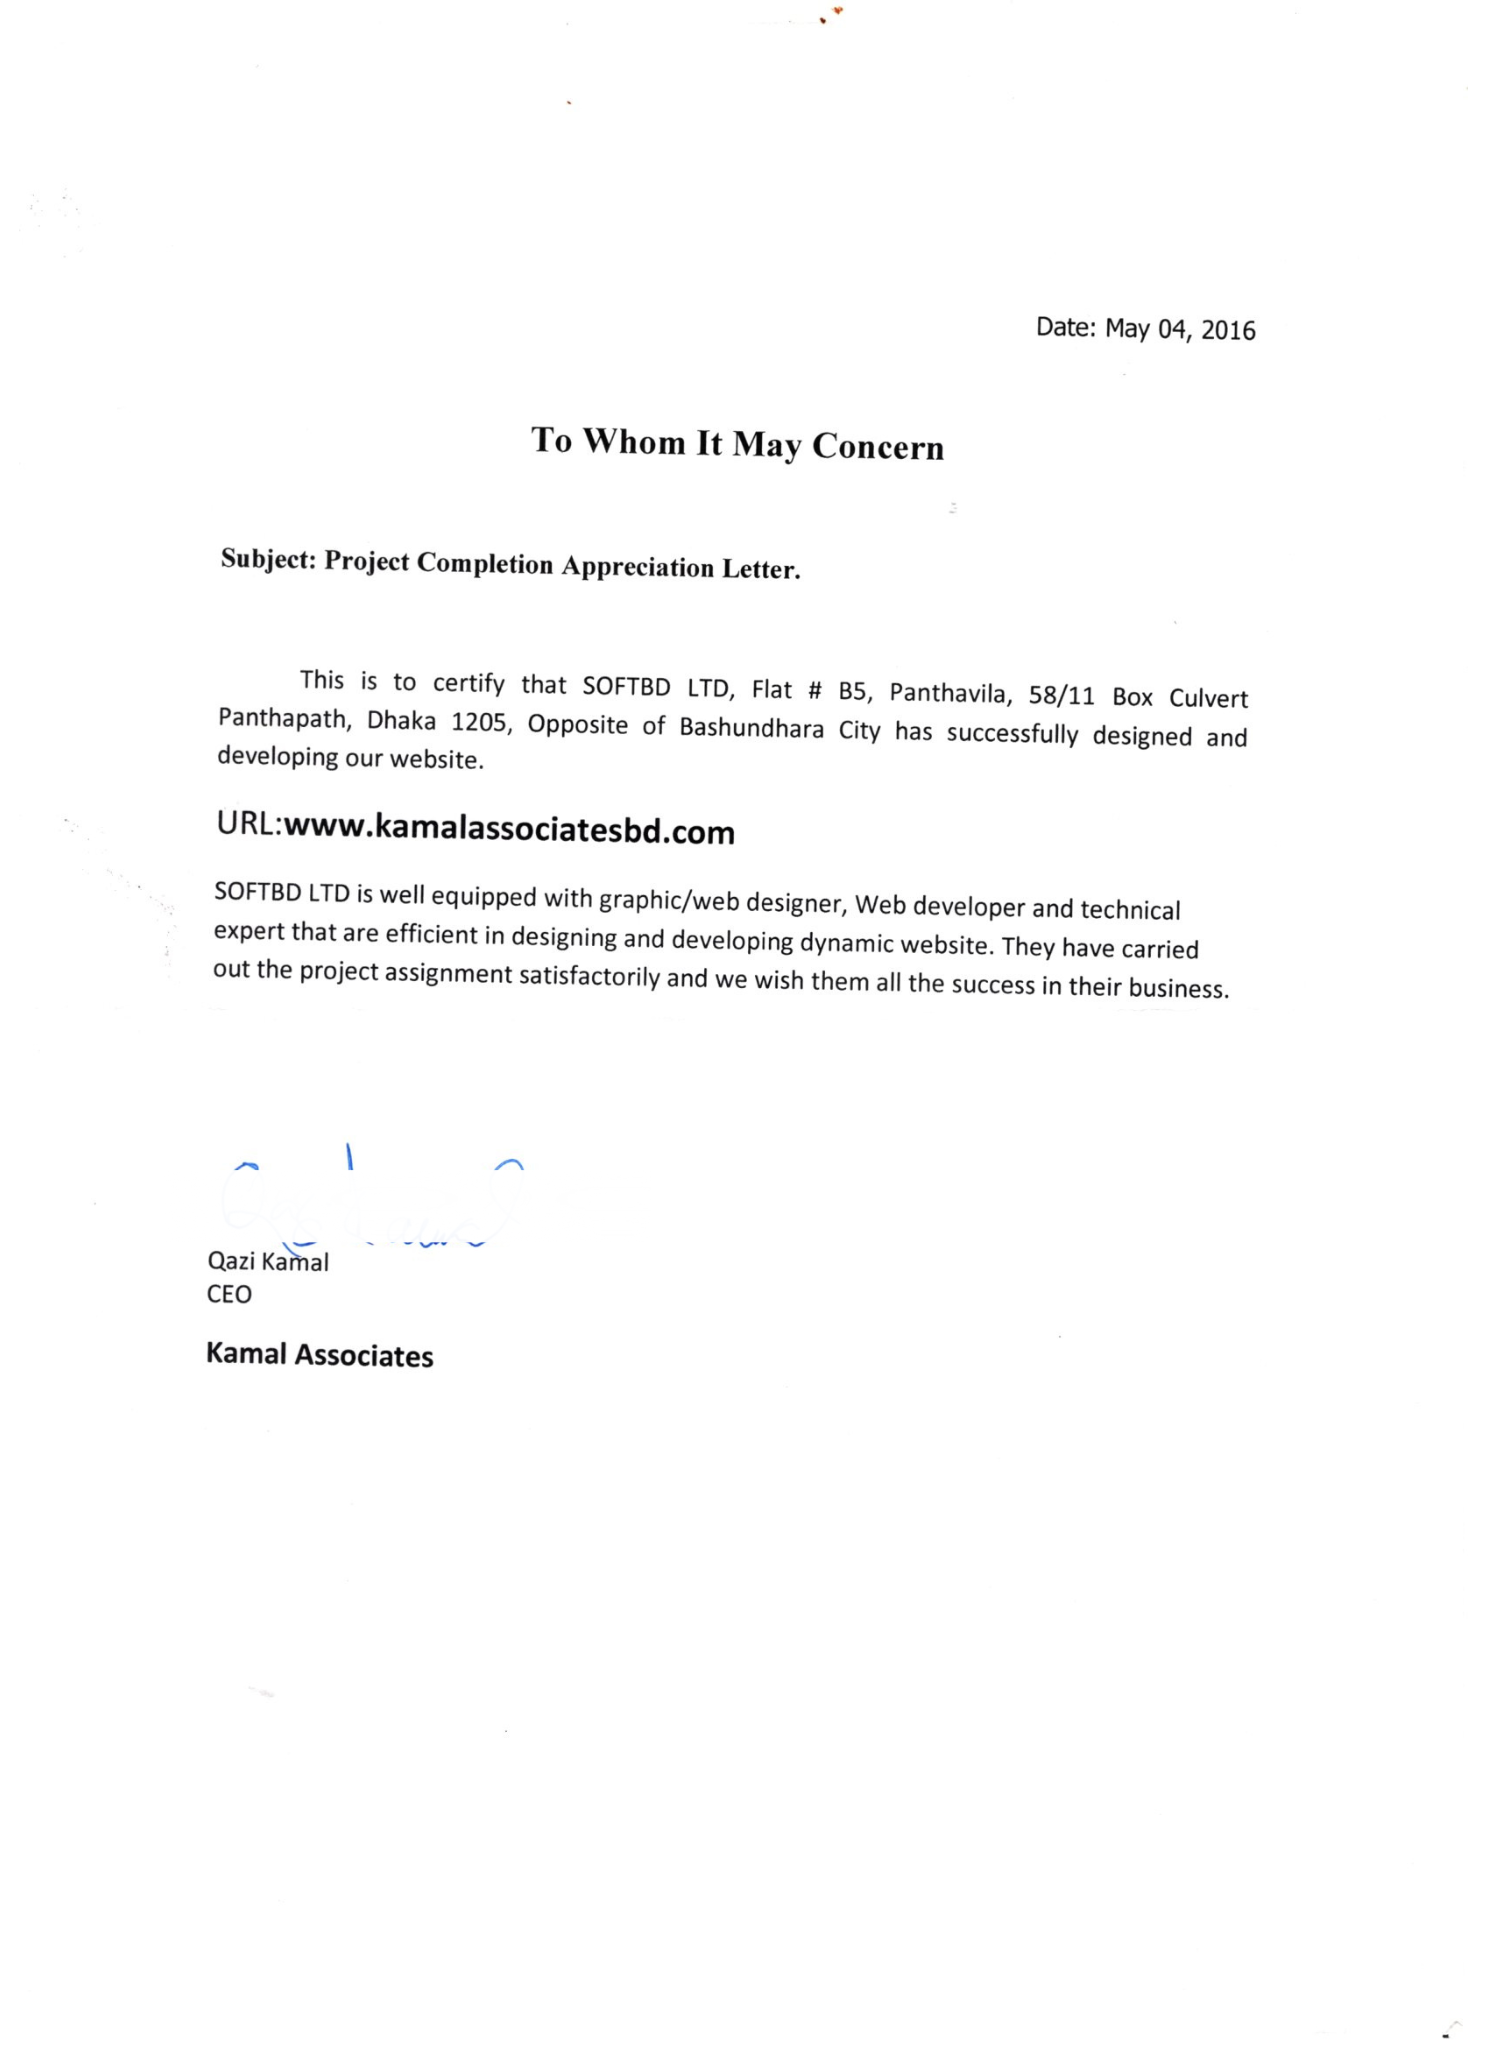 Date: May 04, 2016
To Whom It May Concern
Subject: Project Completion Appreciation Letter.
This is to certify that SOFTBD LTD, Flat # B5, Panthavila, 58/11 Box Culvert
Panthapath, Dhaka 1205, Opposite of Bashundhara City has successfully designed and
developing our website.
URL:www.kamalassociatesbd.com
SOFTBD LTD is well equipped with graphic/web designer, Web developer and technical
expert that are efficient in designing and developing dynamic website. They have carried
out the project assignment satisfactorily and we wish them all the success in their business.
Qazi Kamal
CEO
Kamal Associates